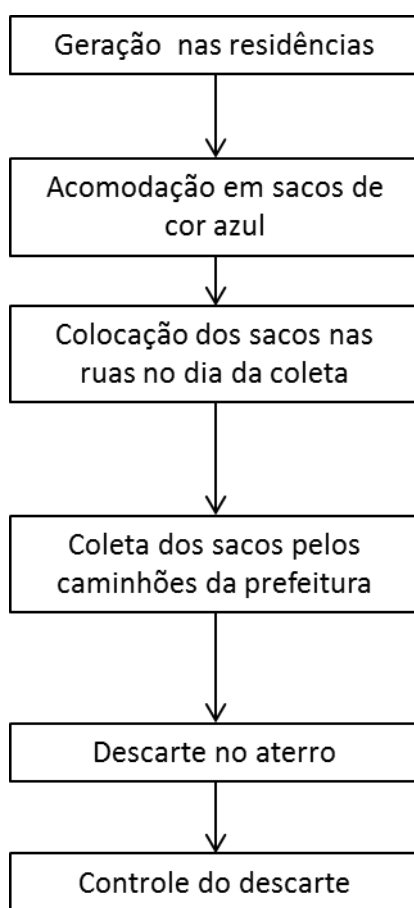 Geração nas residências
Acomodação em sacos de
cor azul
Colocação dos sacos nas
ruas no dia da coleta
Coleta dos sacos pelos
caminhões da prefeitura
Descarte no aterro
Controle do descarte